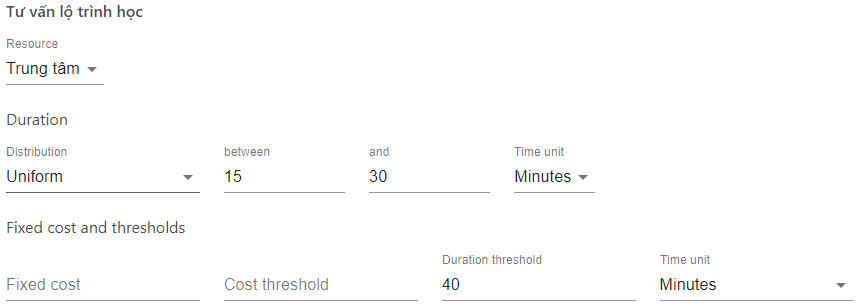 Tư vấn lộ trình học
Resource
Trung tâm
Duration
Distribution between and Time unit
Uniform 15 30 Minutes
Fixed cost and thresholds
Duration threshold Time unit
Fixed cost Cost threshold 40 Minutes